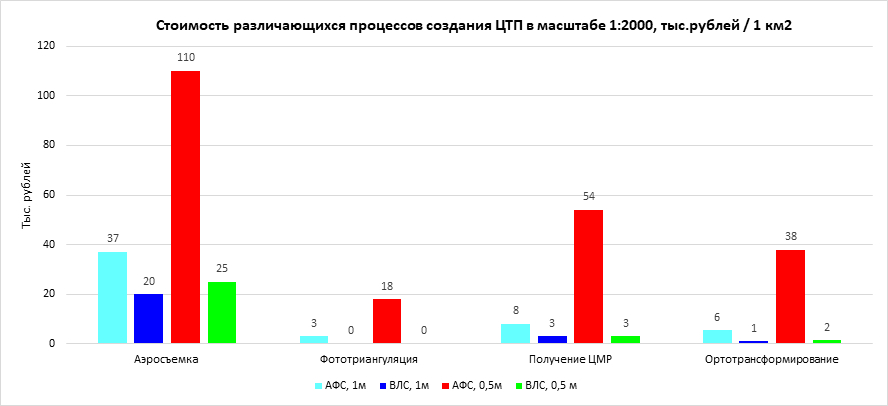 Стоимость различающихся процессов создания ЦТП в масштабе 1:2000, тыс.рублей / 1 км2
Тыс. рублей
120
100
80
60
40
20
0
37
20
110
25
3
0
18
0
8
3
54
3
6
1
38
2
Аэросъемка
Фототриангуляция
Получение ЦМР
Ортотрансформирование
АФС, 1м
ВЛС, 1м
АФС, 0,5м
ВЛС, 0,5 м